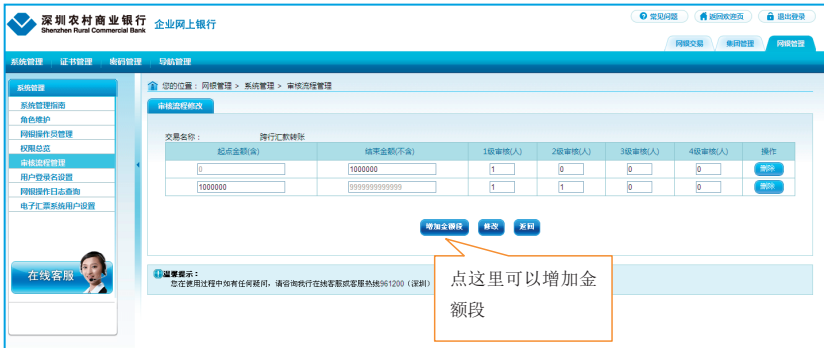 深圳农村商业银行 企业网上银行
Shenzhen Rural Commercial Bank
常见问题 返回欢迎页 退出登录
网银交易 集团管理 网银管理
系统管理 证书管理 密码管理 导航管理
系统管理
系统管理指南
角色维护
网银操作员管理
权限总览
审核流程管理
用户登录名设置
网银操作日志查询
电子汇票系统用户设置
在线客服
您的位置：网银管理 > 系统管理 > 审核流程管理
审核流程修改
交易名称： 跨行汇款转账
起点金额(含) 结束金额(不含) 1级审核(人) 2级审核(人) 3级审核(人) 4级审核(人) 操作
0 1000000 1 0 0 0 删除
1000000 9999999999999 1 1 0 0 删除
增加金额段 修改 返回
温馨提示：
您在使用过程中如有任何疑问，请咨询我行在线客服或客服热线961200（深圳）
点这里可以增加金
额段